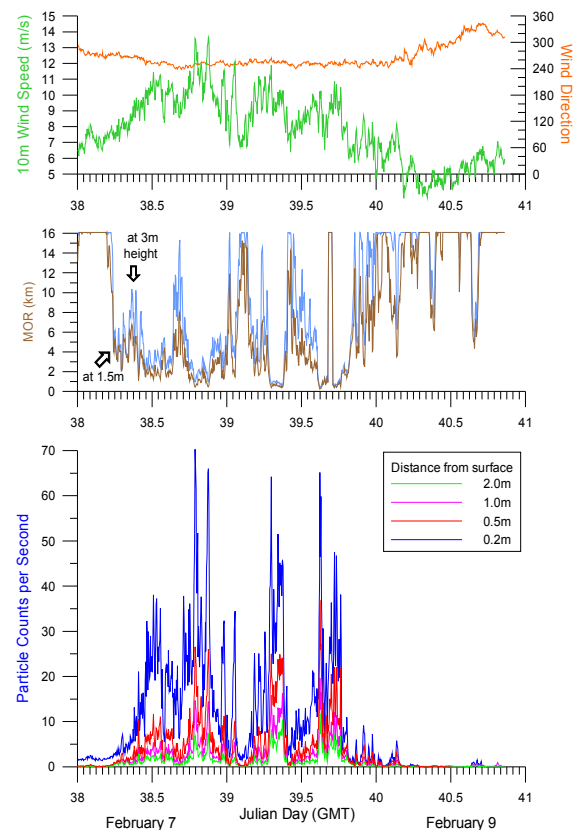 15
14
13
12
11
10
9
8
7
6
5
10m Wind Speed (m/s)
360
300
240
180
120
60
0
Wind Direction
38 38.5 39 39.5 40 40.5 41
16
14
12
10
8
6
4
2
0
MOR (km)
at 3m
height
at 1.5m
38 38.5 39 39.5 40 40.5 41
70
60
50
40
30
20
10
0
Particle Counts per Second
Distance from surface
2.0m
1.0m
0.5m
0.2m
38 38.5 39 39.5 40 40.5 41
Julian Day (GMT)
February 7 February 9